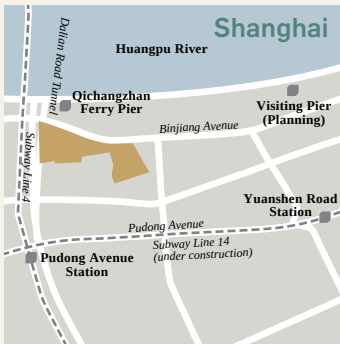 Shanghai
Huangpu River
Dalian Road Tunnel
Qichangzhan
Ferry Pier
Visiting Pier
(Planning)
Binjiang Avenue
Subway Line 4
Yuanshen Road
Station
Pudong Avenue
Subway Line 14
(under construction)
Pudong Avenue
Station